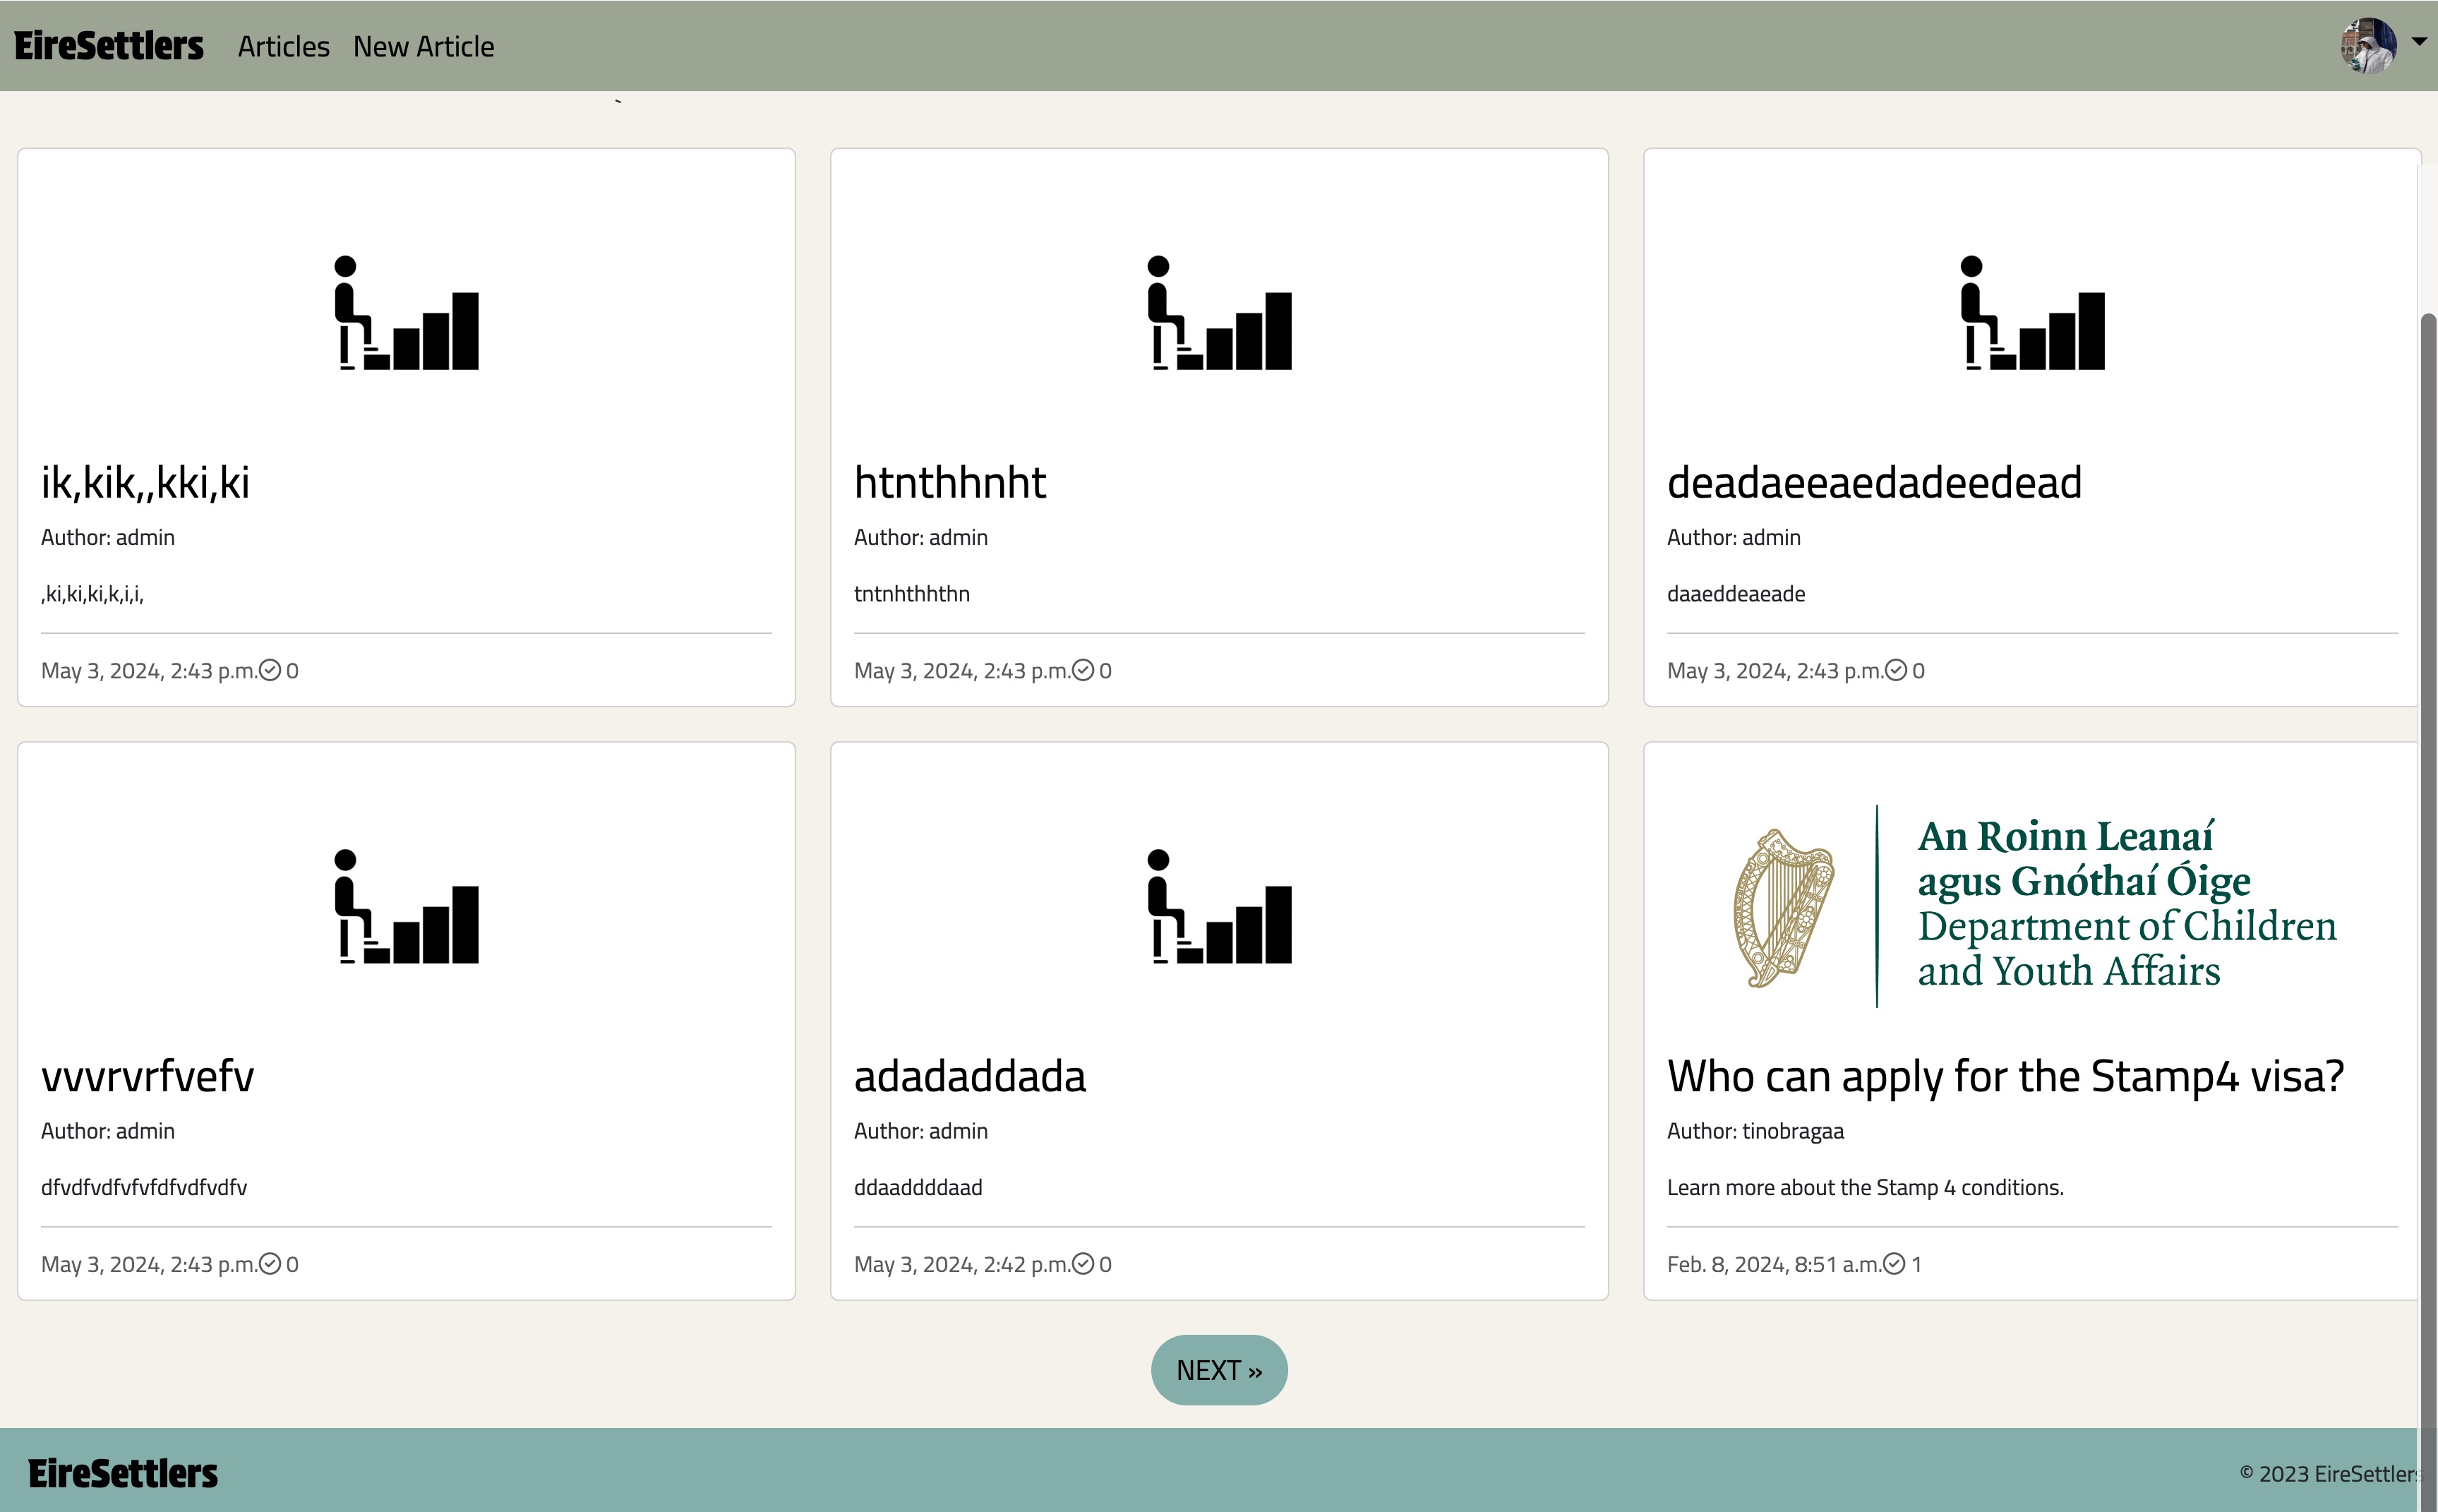 EireSettlers Articles New Article
ik,kik,,kki,ki
Author: admin
,ki,ki,ki,k,i,i,
May 3, 2024, 2:43 p.m. 0
htnthhnht
Author: admin
tntnhthhthn
May 3, 2024, 2:43 p.m. 0
deadaeeaedadeedead
Author: admin
daaeddeaeade
May 3, 2024, 2:43 p.m. 0
vvvrvrfvefv
Author: admin
dfvdfvdfvfvfdfvdfvdfv
May 3, 2024, 2:43 p.m. 0
adadaddada
Author: admin
ddaaddddaad
May 3, 2024, 2:42 p.m. 0
An Roinn Leanaí
agus Gnóthaí Óige
Department of Children
and Youth Affairs
Who can apply for the Stamp4 visa?
Author: tinobragaa
Learn more about the Stamp 4 conditions.
Feb. 8, 2024, 8:51 a.m. 1
NEXT »
EireSettlers
© 2023 EireSettlers